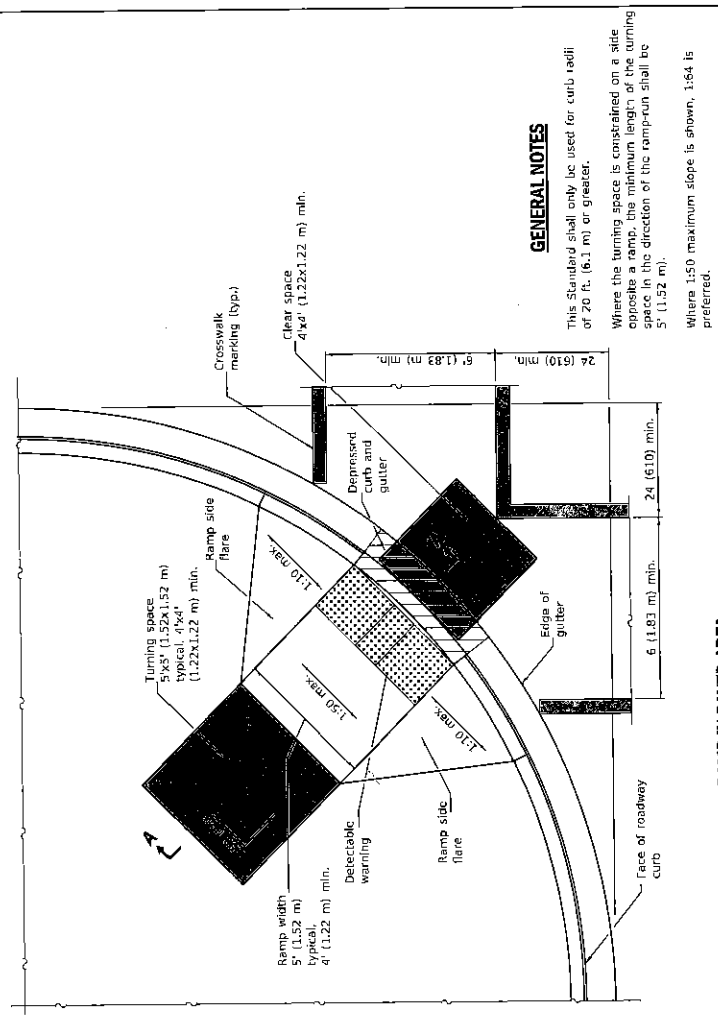 Turning space
5'x5' (1.52x1.52 m)
typical, 4'x4'
(1.22x1.22 m) min.
Ramp side
flare
Crosswalk
marking (typ.)
Clear space
4'x4' (1.22x1.22 m) min.
A
Ramp width
5' (1.52 m)
typical,
4' (1.22 m) min.
1:50 max.
1:10 max.
Depressed
curb and
gutter
6' (1.83 m) min.
24 (610) min.
Detectable
warning
1:10 max.
Ramp side
flare
Edge of
gutter
24 (610) min.
6 (1.83 m) min.
Face of roadway
curb
GENERAL NOTES
This Standard shall only be used for curb radii
of 20 ft. (6.1 m) or greater.
Where the turning space is constrained on a side
opposite a ramp, the minimum length of the turning
space in the direction of the ramp-run shall be
5' (1.52 m).
Where 1:50 maximum slope is shown, 1:64 is
preferred.